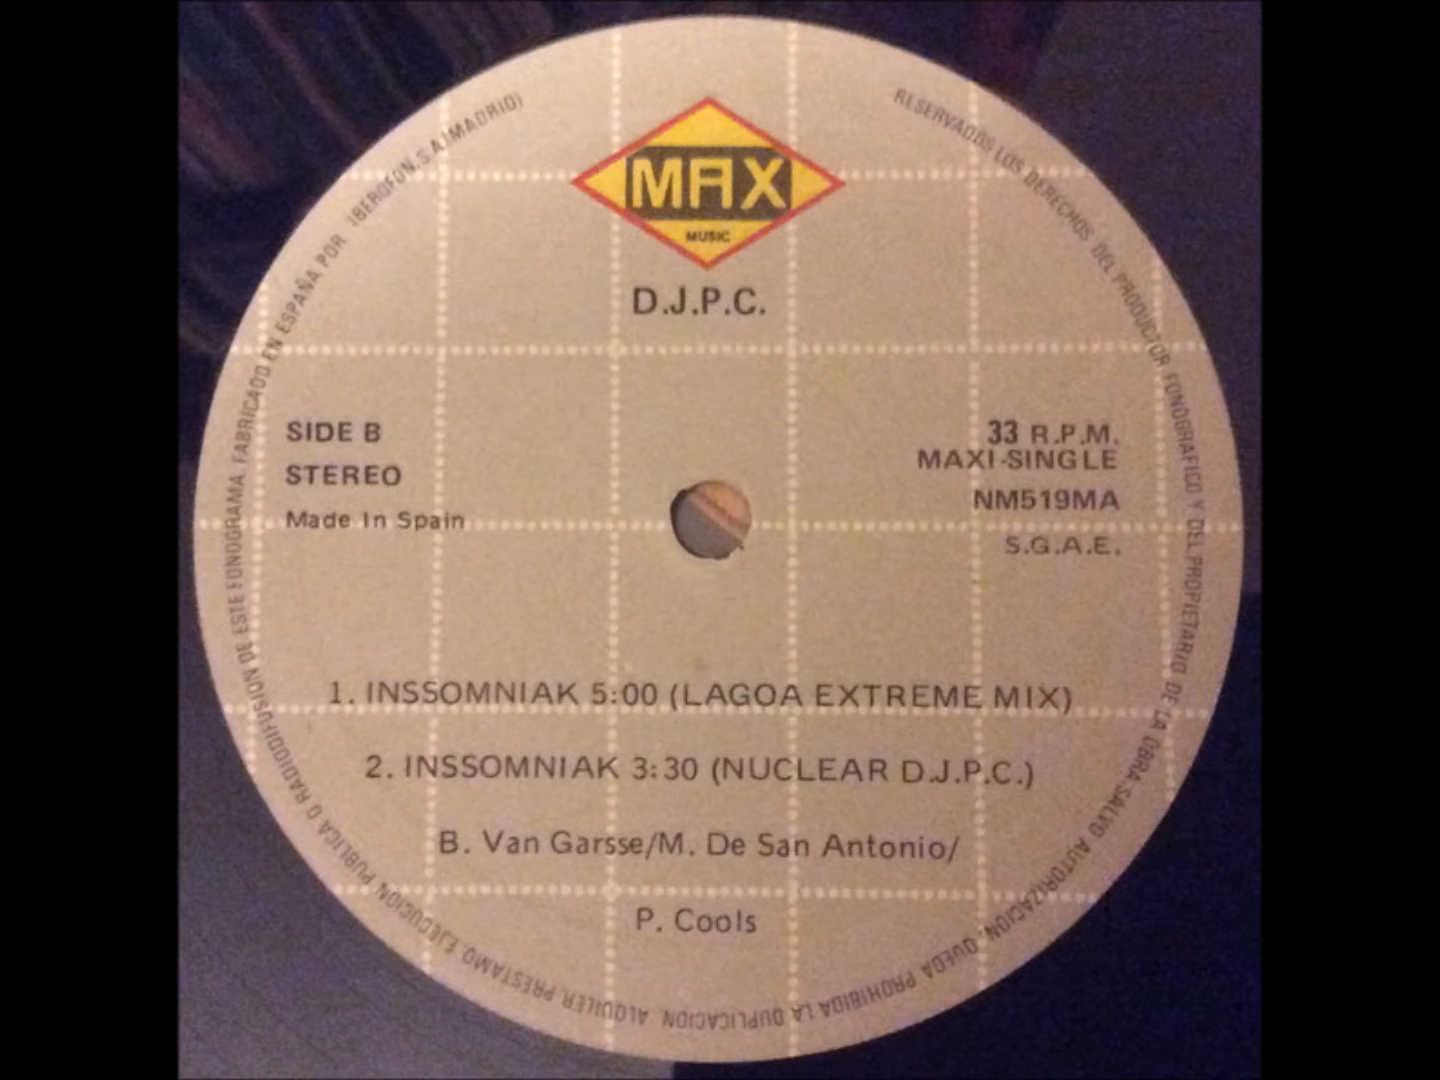 MAX
MUSIC
D.J.P.C.
SIDE B
STEREO
Made In Spain
33 R.P.M.
MAXI-SINGLE
NM519MA
S.G.A.E.
1. INSSOMNIAK 5:00 (LAGOA EXTREME MIX)
2. INSSOMNIAK 3:30 (NUCLEAR D.J.P.C.)
B. Van Garsse/M. De San Antonio/
P. Cools
RESERVADOS LOS DERECHOS DEL PRODUCTOR FONOGRAFICO Y DEL PROPIETARIO DE LA OBRA. SALVO AUTORIZACION, QUEDA PROHIBIDA LA DUPLICACION, ALQUILER, PRESTAMO, EJECUCION PUBLICA O RADIODIFUSION DE ESTE FONOGRAMA. FABRICADO EN ESPAÑA POR IBEROFON, S.A. (MADRID)